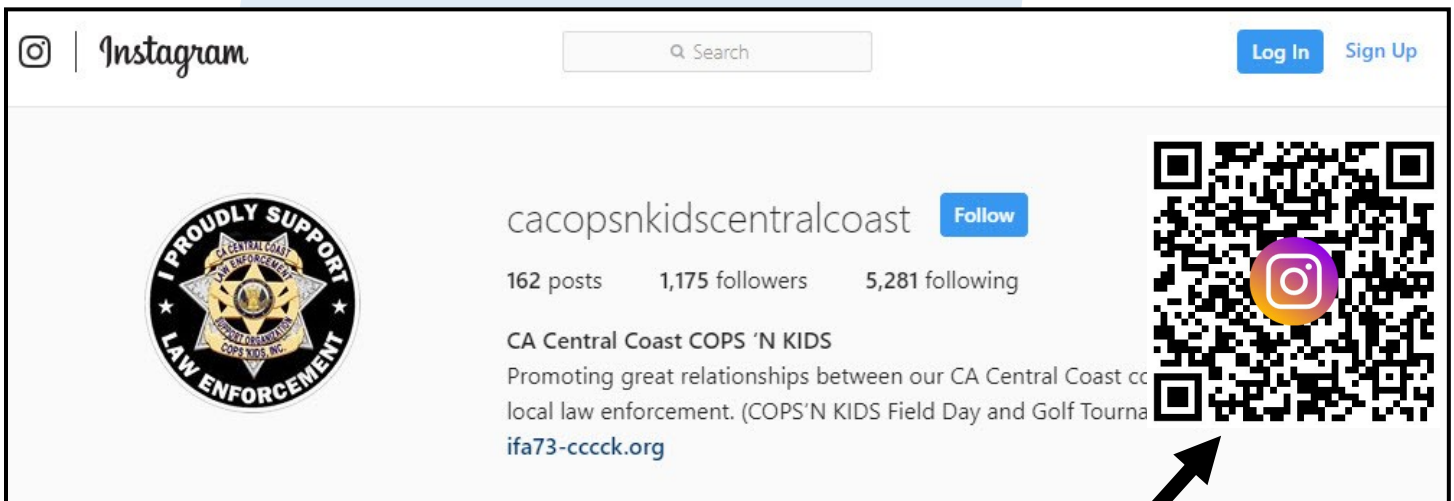 Instagram
Search
Log In
Sign Up
I PROUDLY SUPPORT
CA CENTRAL COAST
LAW ENFORCEMENT
SUPPORT ORGANIZATION
COPS 'N KIDS, INC.
LAW ENFORCEMENT
cacopsnkidscentralcoast
Follow
162 posts 1,175 followers 5,281 following
CA Central Coast COPS 'N KIDS
Promoting great relationships between our CA Central Coast co
local law enforcement. (COPS'N KIDS Field Day and Golf Tourna
ifa73-cccck.org